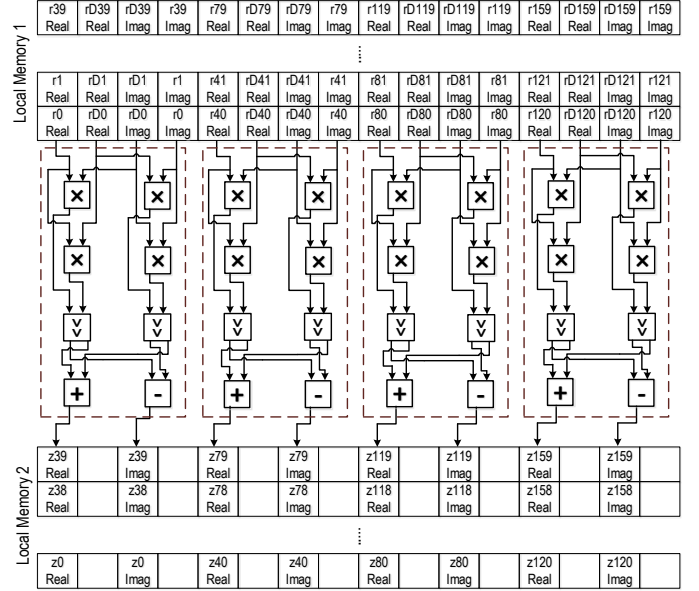 r39 rD39 rD39 r39 r79 rD79 rD79 r79 r119 rD119 rD119 r119 r159 rD159 rD159 r159
Real Real Imag Imag Real Real Imag Imag Real Real Imag Imag Real Real Imag Imag
Local Memory 1
.....
r1 rD1 rD1 r1 r41 rD41 rD41 r41 r81 rD81 rD81 r81 r121 rD121 rD121 r121
Real Real Imag Imag Real Real Imag Imag Real Real Imag Imag Real Real Imag Imag
r0 rD0 rD0 r0 r40 rD40 rD40 r40 r80 rD80 rD80 r80 r120 rD120 rD120 r120
Real Real Imag Imag Real Real Imag Imag Real Real Imag Imag Real Real Imag Imag
× × × × × × × ×
× × × × × × × ×
>> >> >> >> >> >> >> >>
+ - + - + - + -
Local Memory 2
z39 z39 z79 z79 z119 z119 z159 z159
Real Imag Real Imag Real Imag Real Imag
z38 z38 z78 z78 z118 z118 z158 z158
Real Imag Real Imag Real Imag Real Imag
.....
z0 z0 z40 z40 z80 z80 z120 z120
Real Imag Real Imag Real Imag Real Imag